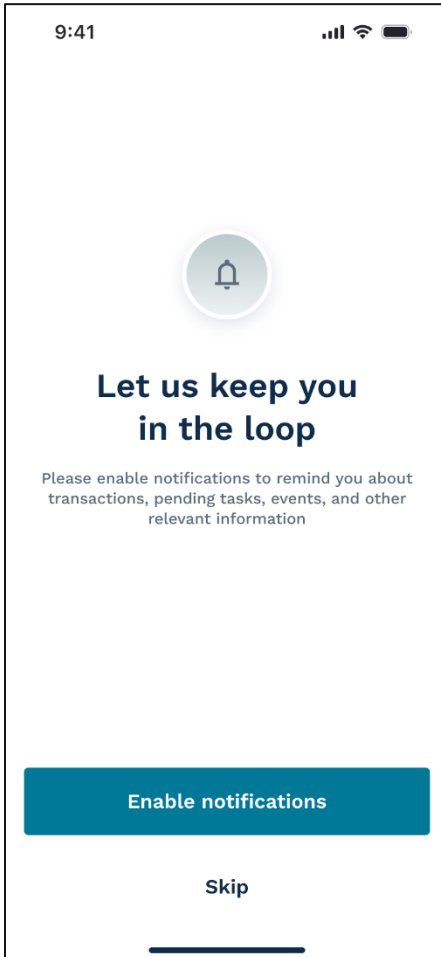 9:41
Let us keep you
in the loop
Please enable notifications to remind you about
transactions, pending tasks, events, and other
relevant information
Enable notifications
Skip